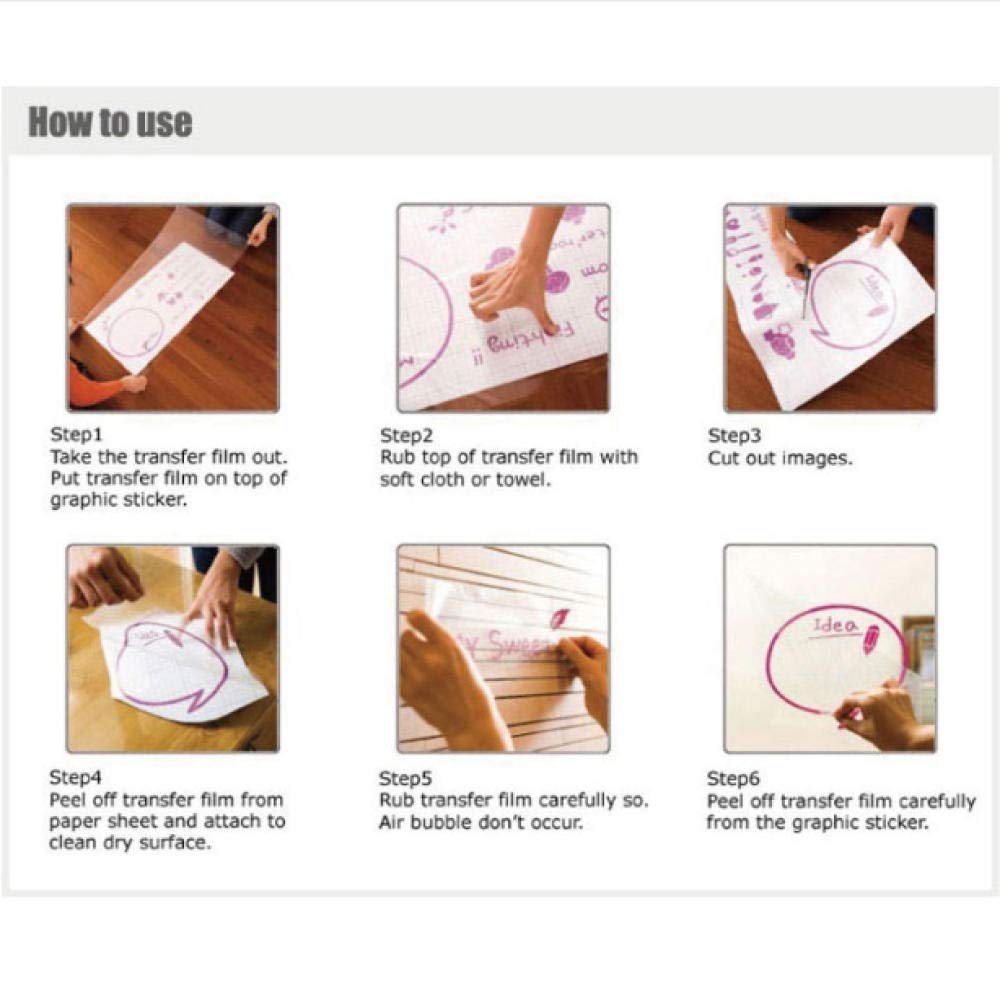 How to use
Fighting !!
Idea
Sweet
Idea
Step1
Take the transfer film out.
Put transfer film on top of
graphic sticker.
Step2
Rub top of transfer film with
soft cloth or towel.
Step3
Cut out images.
Step4
Peel off transfer film from
paper sheet and attach to
clean dry surface.
Step5
Rub transfer film carefully so.
Air bubble don't occur.
Step6
Peel off transfer film carefully
from the graphic sticker.